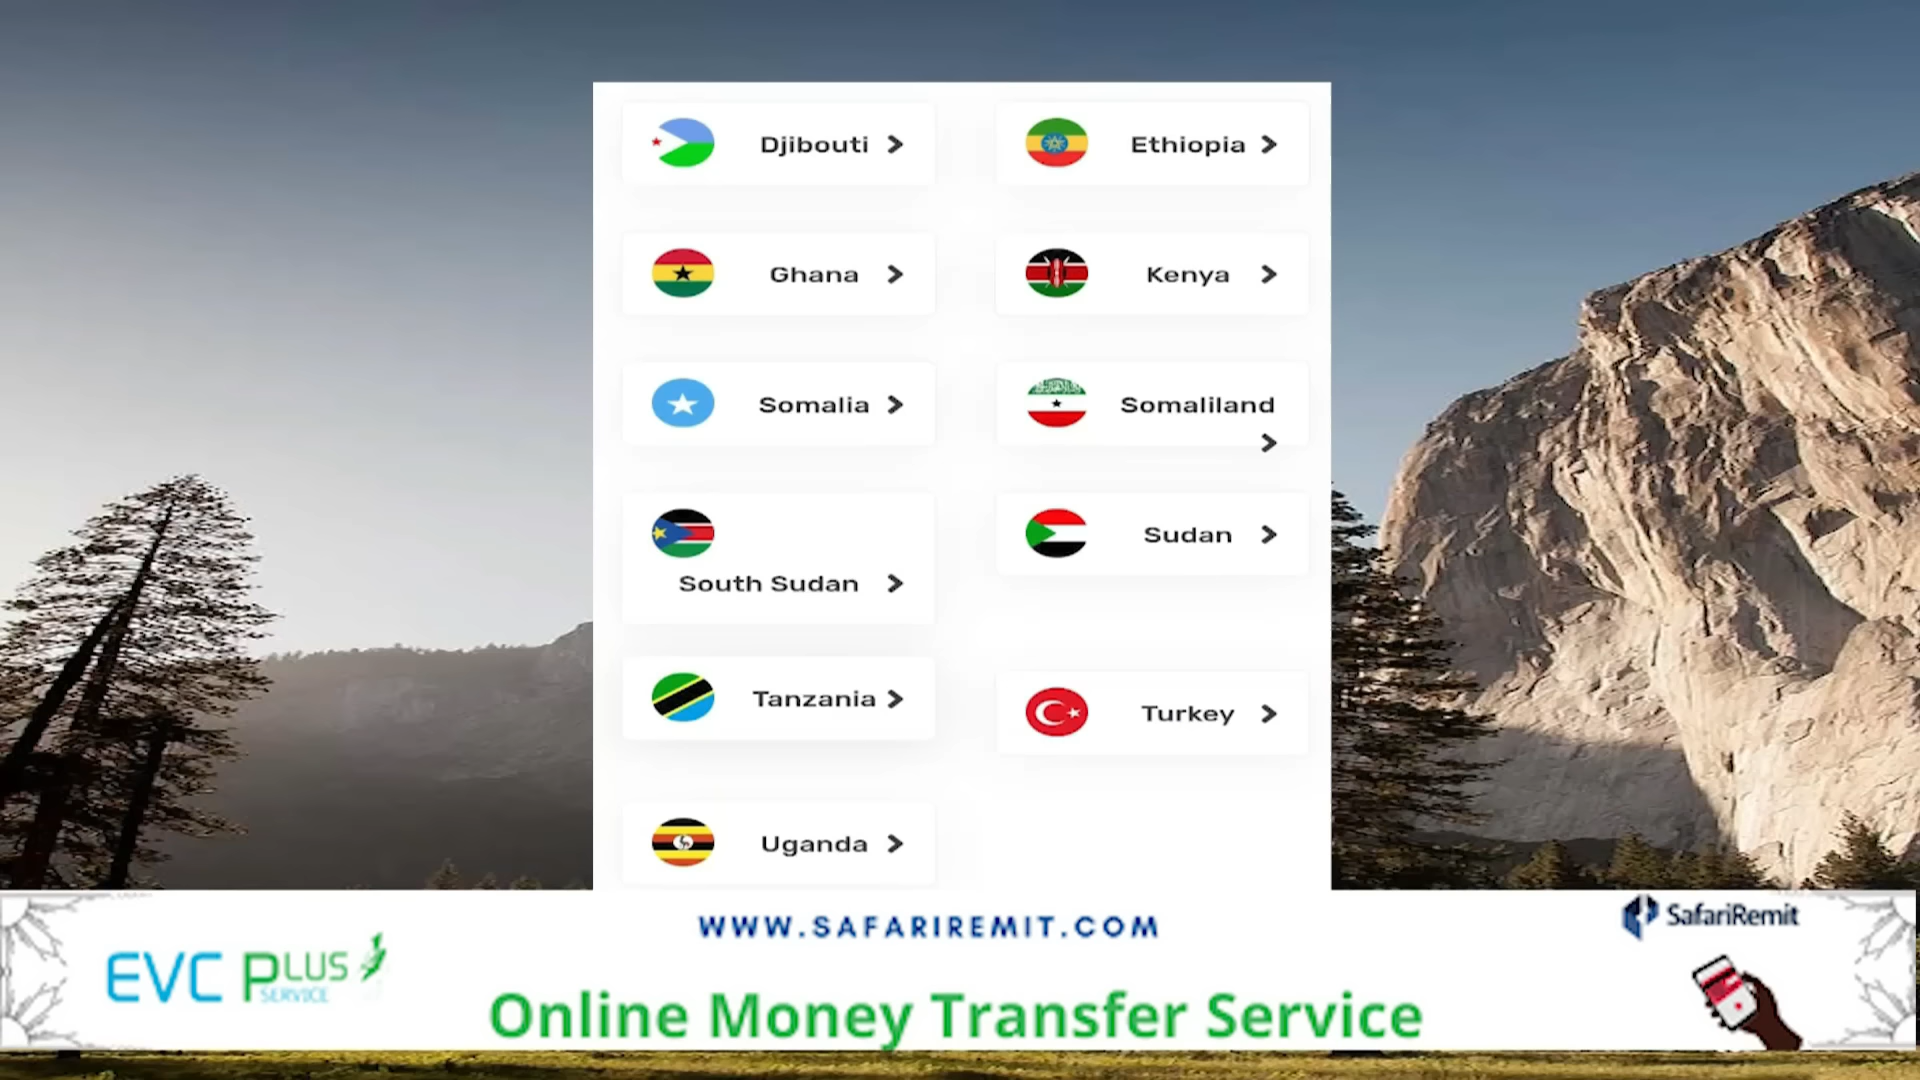 Djibouti
Ethiopia
Ghana
Kenya
Somalia
Somaliland
South Sudan
Sudan
Tanzania
Turkey
Uganda
WWW.SAFARIREMIT.COM
SafariRemit
EVC PLUS
SERVICE
Online Money Transfer Service